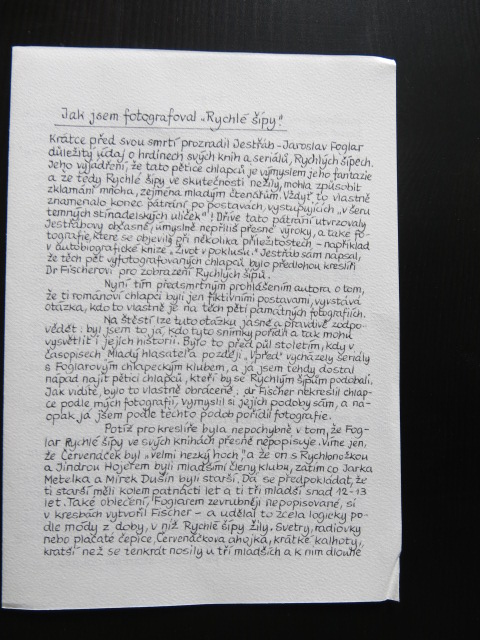 Jak jsem fotografoval „Rychlé šípy“.
Krátce před svou smrtí prozradil Jestřáb - Jaroslav Foglar
důležitý údaj o hrdinech svých knih a seriálů, Rychlých šípech.
Jeho vyjádření, že tato pětice chlapců je výmyslem jeho fantazie
a že tedy Rychlé šípy ve skutečnosti nežily, mohla způsobit
zklamání mnoha, zejména mladým čtenářům. Vždyť to vlastně
znamenalo konec pátrání po postavách, vystupujících „v šeru
temných stínadelských uliček“! Dříve tato pátrání utvrzovaly
Jestřábovy občasné, úmyslně nepříliš přesné výroky, a také fo-
tografie, které se objevily při několika příležitostech - například
v autobiografické knize „Život v poklusu.“ Jestřáb sám napsal,
že těch pět vyfotografovaných chlapců bylo předlohou kreslíři
Dr Fischerovi pro zobrazení Rychlých šípů.
Nyní tím předsmrtným prohlášením autora o tom,
že ti románoví chlapci byli jen fiktivními postavami, vyvstává
otázka, kdo to vlastně je na těch pěti památných fotografiích.
Na štěstí lze tuto otázku jasně a pravdivě zodpo-
vědět: byl jsem to já, kdo tyto snímky pořídil a tak mohu
vysvětlit i jejich historii. Bylo to před půl stoletím, kdy v
časopisech Mladý hlasatel a později „Vpřed“ vycházely seriály
s Foglarovým chlapeckým klubem, a já jsem tehdy dostal
nápad najít pětici chlapců, kteří by se Rychlým šípům podobali.
Jak vidíte, bylo to vlastně obráceně: dr Fischer nekreslil chlap-
ce podle mých fotografií, vymyslil si jejich podoby sám, a na-
opak já jsem podle těchto podob pořídil fotografie.
Potíž pro kreslíře byla nepochybně v tom, že Fog-
lar Rychlé šípy ve svých knihách přesně nepopisuje. Víme jen,
že Červenáček byl „velmi hezký hoch,“ a že on s Rychlonožkou
a Jindrou Hojerem byli mladšími členy klubu, zatím co Jarka
Metelka a Mirek Dušín byli starší. Dá se předpokládat, že
ti starší měli kolem patnácti let a ti tři mladší snad 12-13
let. Také oblečení, Foglarem zevrubněji nepopisované, si
v kresbách vytvořil Fischer - a udělal to zcela logicky po-
dle módy z doby, v níž Rychlé šípy žily. Svetry, radiovky
nebo placaté čepice, Červenáčkova ahojka, krátké kalhoty,
kratší než se tenkrát nosily u tří mladších a k nim dlouhé